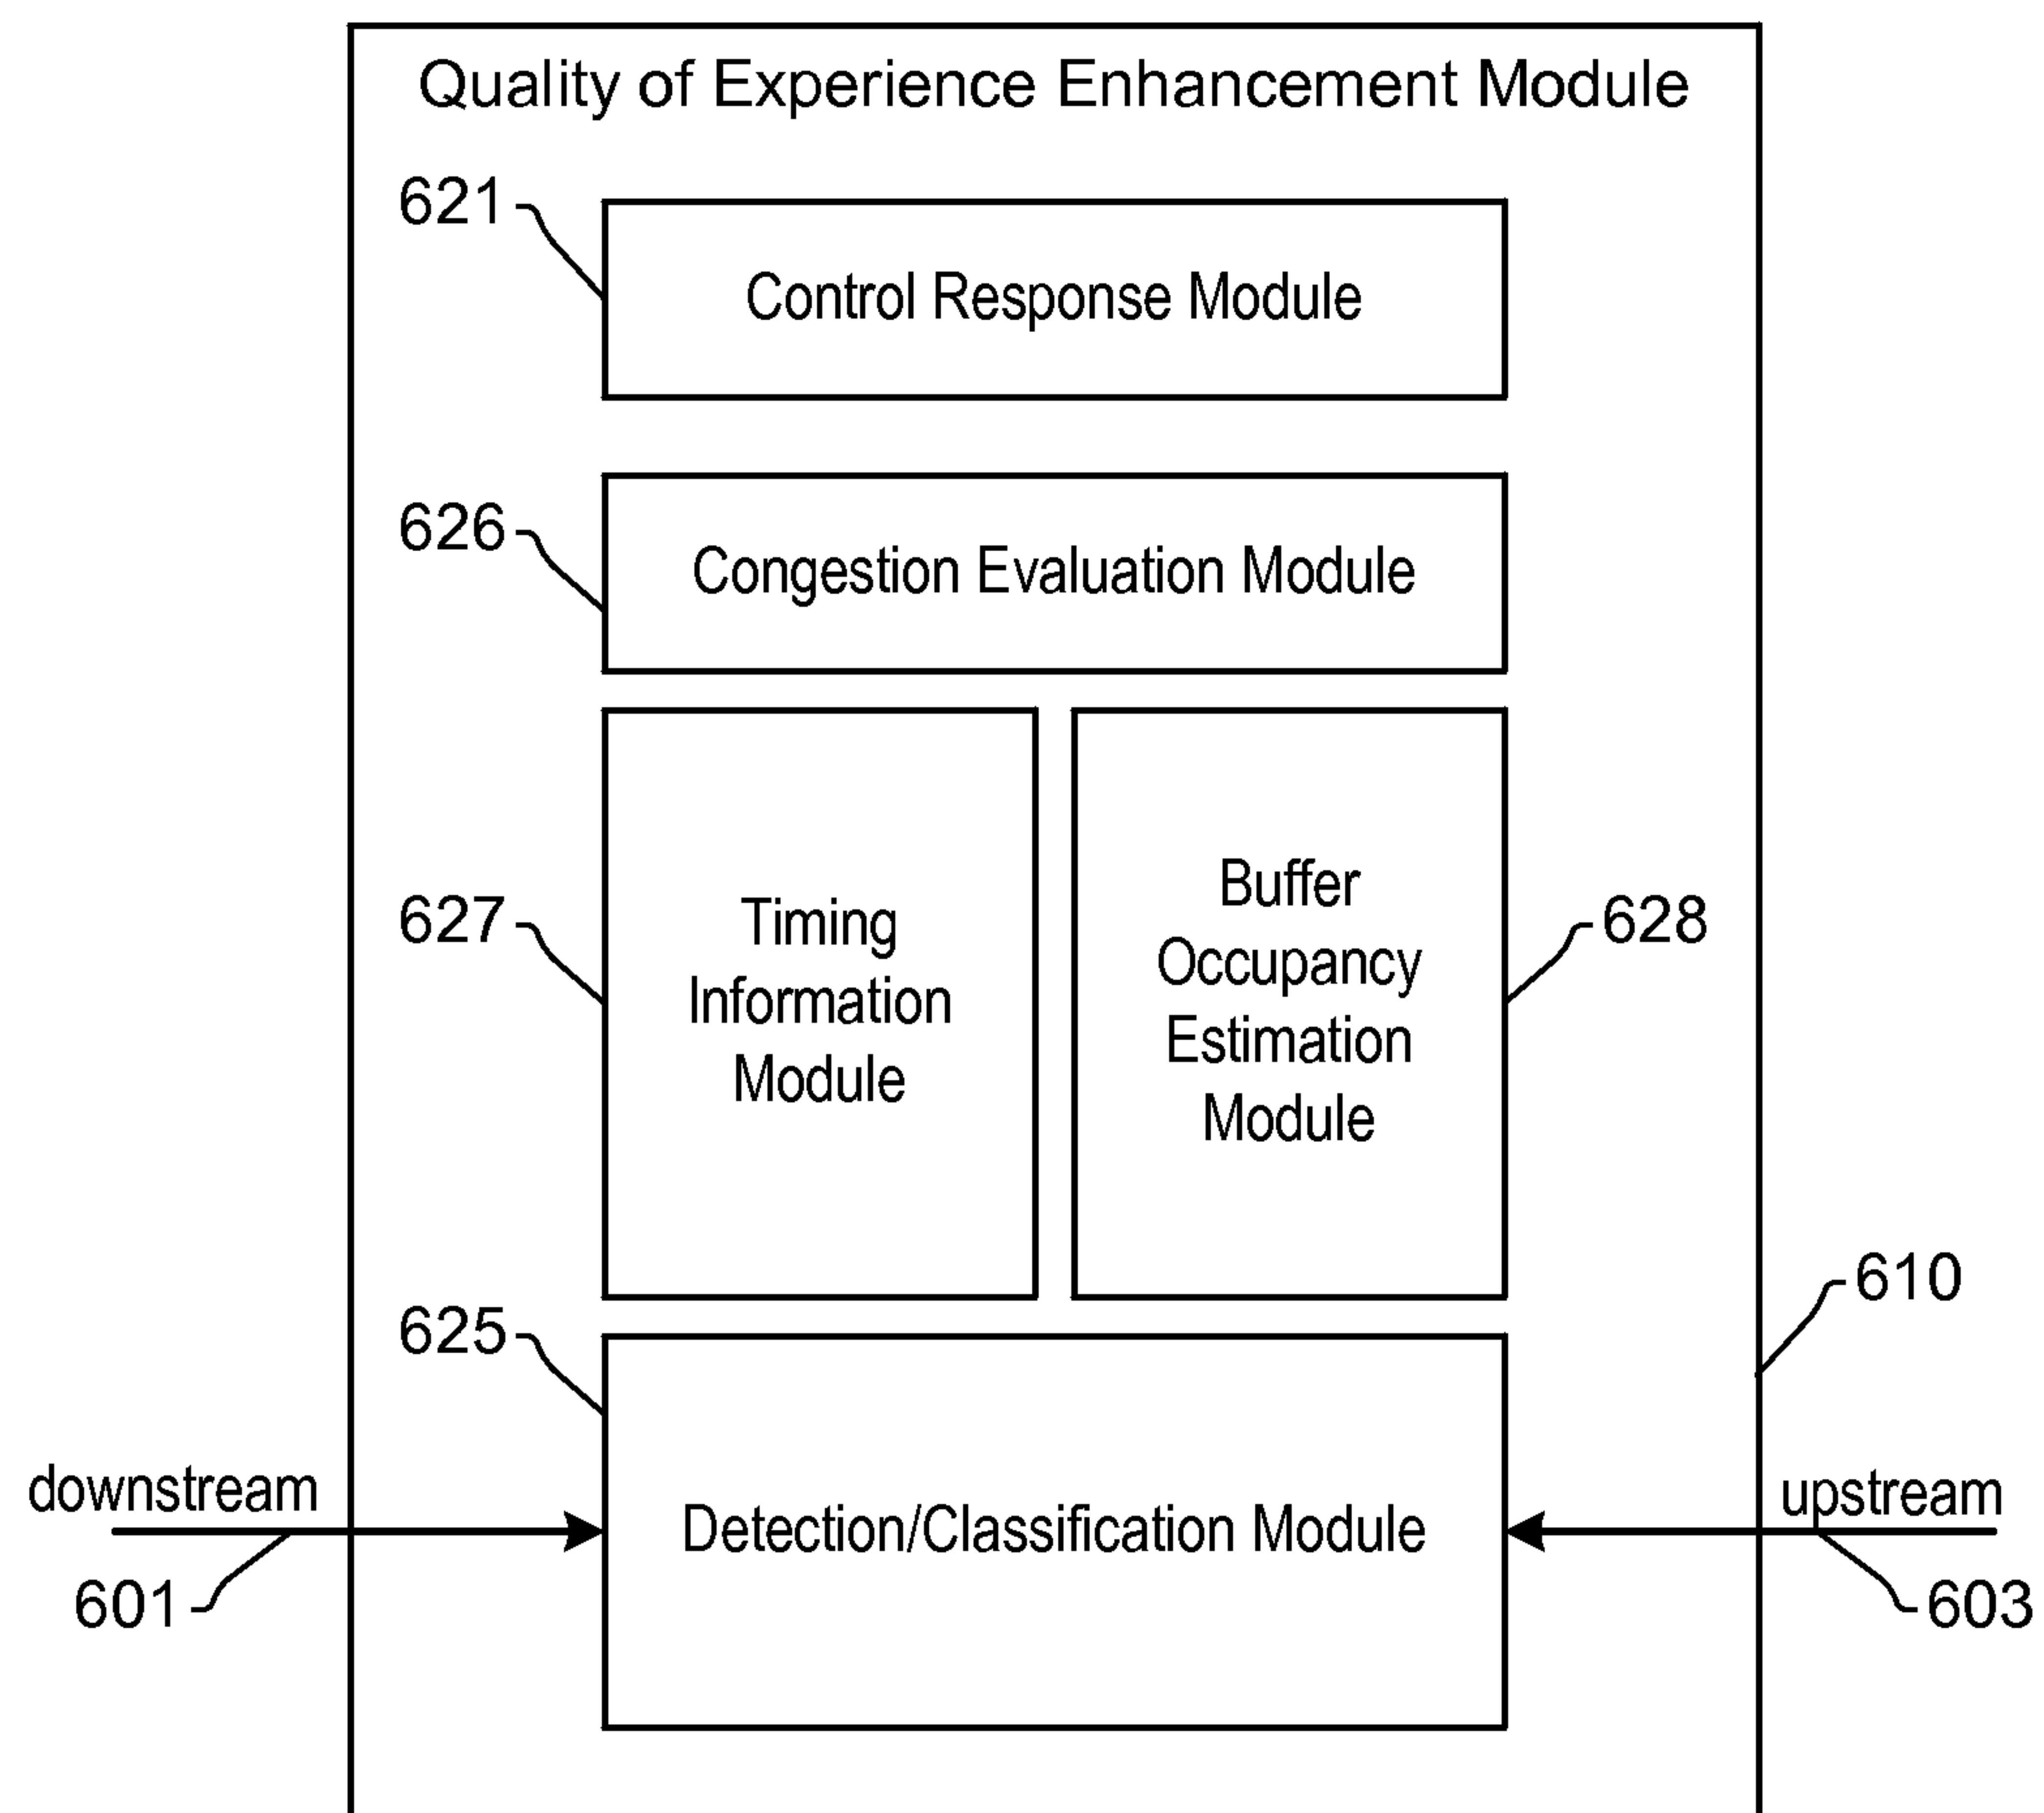 Quality of Experience Enhancement Module
621
Control Response Module
626
Congestion Evaluation Module
627
Timing
Information
Module
Buffer
Occupancy
Estimation
Module
628
610
625
downstream
Detection/Classification Module
upstream
601
603